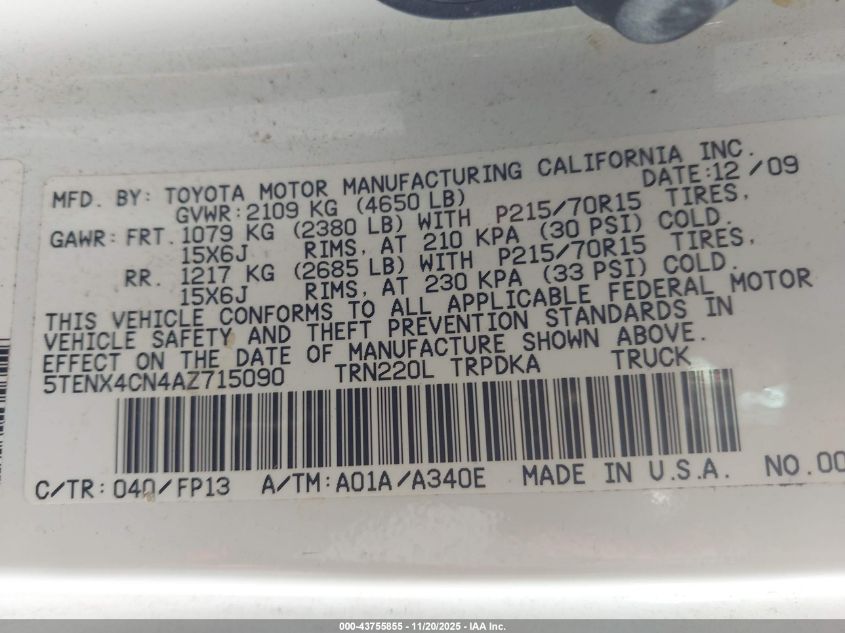 MFD. BY: TOYOTA MOTOR MANUFACTURING CALIFORNIA INC.
GVWR: 2109 KG (4650 LB) DATE: 12 /09
GAWR: FRT. 1079 KG (2380 LB) WITH P215/70R15 TIRES,
15X6J RIMS, AT 210 KPA (30 PSI) COLD.
RR. 1217 KG (2685 LB) WITH P215/70R15 TIRES,
15X6J RIMS, AT 230 KPA (33 PSI) COLD.
THIS VEHICLE CONFORMS TO ALL APPLICABLE FEDERAL MOTOR
VEHICLE SAFETY AND THEFT PREVENTION STANDARDS IN
EFFECT ON THE DATE OF MANUFACTURE SHOWN ABOVE.
5TENX4CN4AZ715090 TRN220L TRPDKA TRUCK
C/TR: 040/FP13 A/TM: A01A/A340E MADE IN U.S.A. NO.00
000-43755855 - 11/20/2025 - IAA Inc.